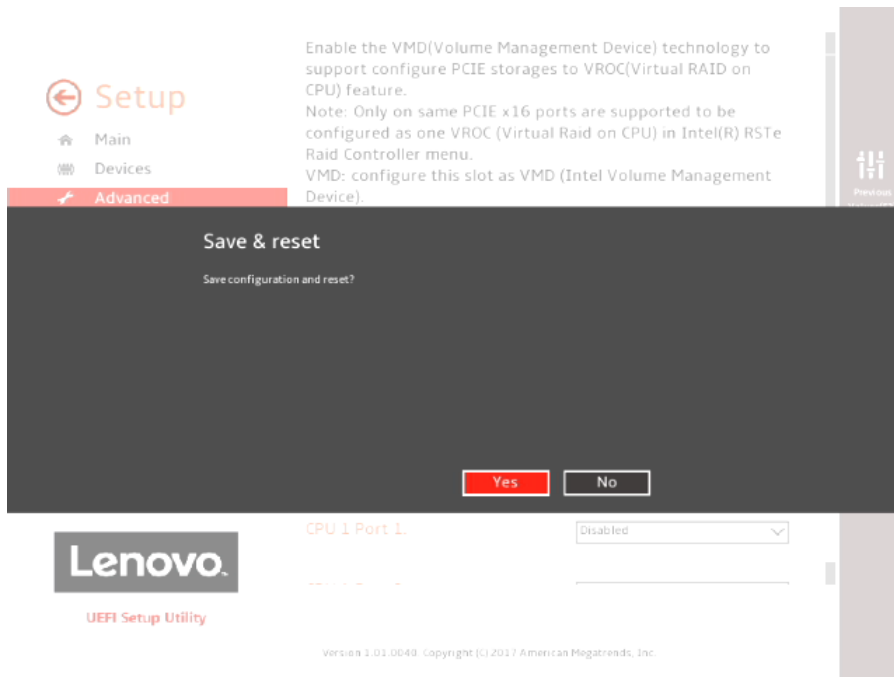 Enable the VMD(Volume Management Device) technology to
support configure PCIE storages to VROC(Virtual RAID on
CPU) feature.
Note: Only on same PCIE x16 ports are supported to be
configured as one VROC (Virtual Raid on CPU) in Intel(R) RSTe
Raid Controller menu.
VMD: configure this slot as VMD (Intel Volume Management
Device).
Setup
Main
Devices
Advanced
Previous
Save & reset
Save configuration and reset?
Yes
No
CPU 1 Port 1.
Disabled
Lenovo.
UEFI Setup Utility
Version 1.01.0040. Copyright (C) 2017 American Megatrends, Inc.